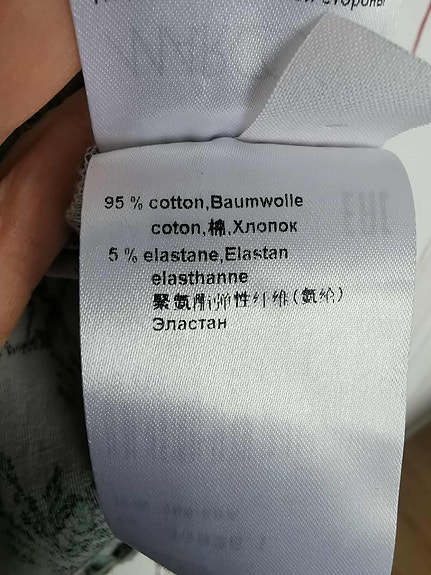 стороны
95 % cotton,Baumwolle
coton,棉,Хлопок
5 % elastane,Elastan
elasthanne
聚氨酯弹性纤维(氨纶)
Эластан